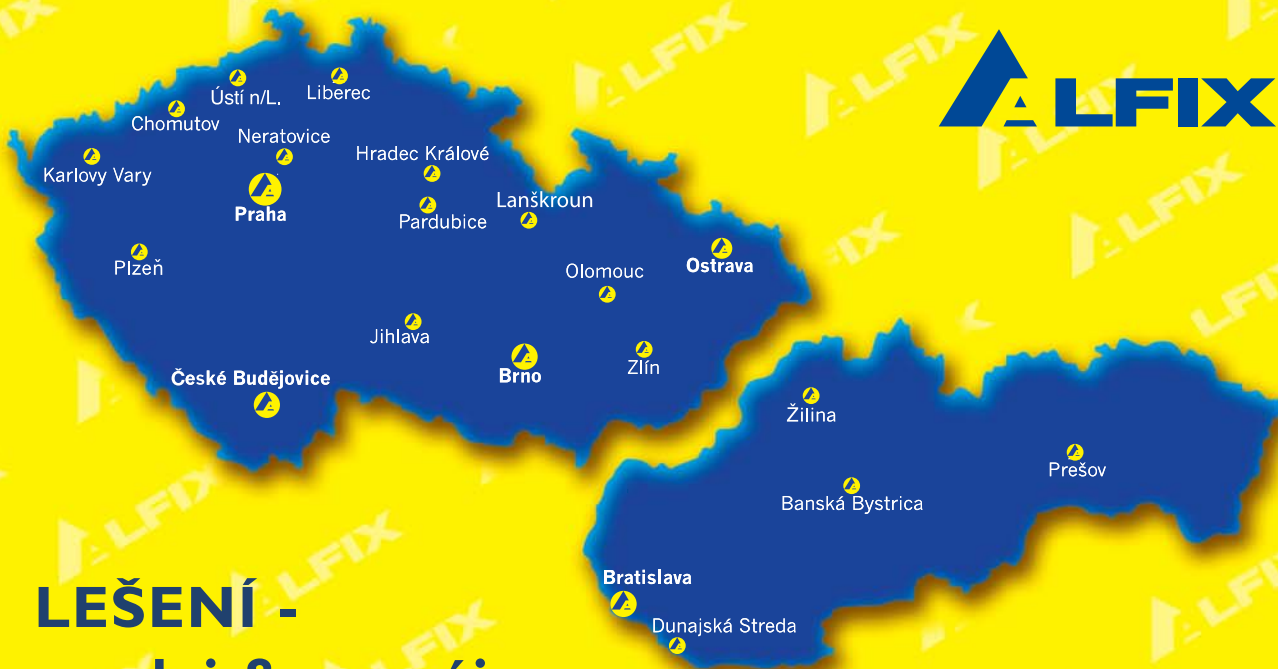 ALFIX
Ústí n/L.
Liberec
Chomutov
Neratovice
Hradec Králové
Karlovy Vary
Praha
Lanškroun
Pardubice
Plzeň
Ostrava
Olomouc
Jihlava
Zlín
Brno
České Budějovice
Žilina
Prešov
Banská Bystrica
Bratislava
Dunajská Streda
LEŠENÍ -